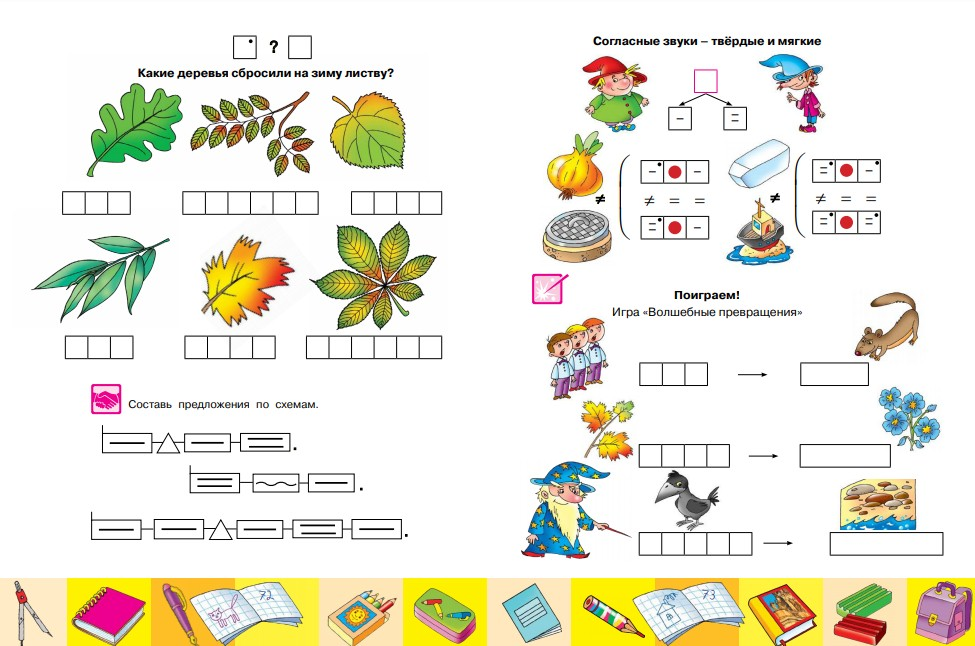 ?
Какие деревья сбросили на зиму листву?
Составь предложения по схемам.
Согласные звуки – твёрдые и мягкие
≠
≠ = =
≠
≠ = =
Поиграем!
Игра «Волшебные превращения»
72
73